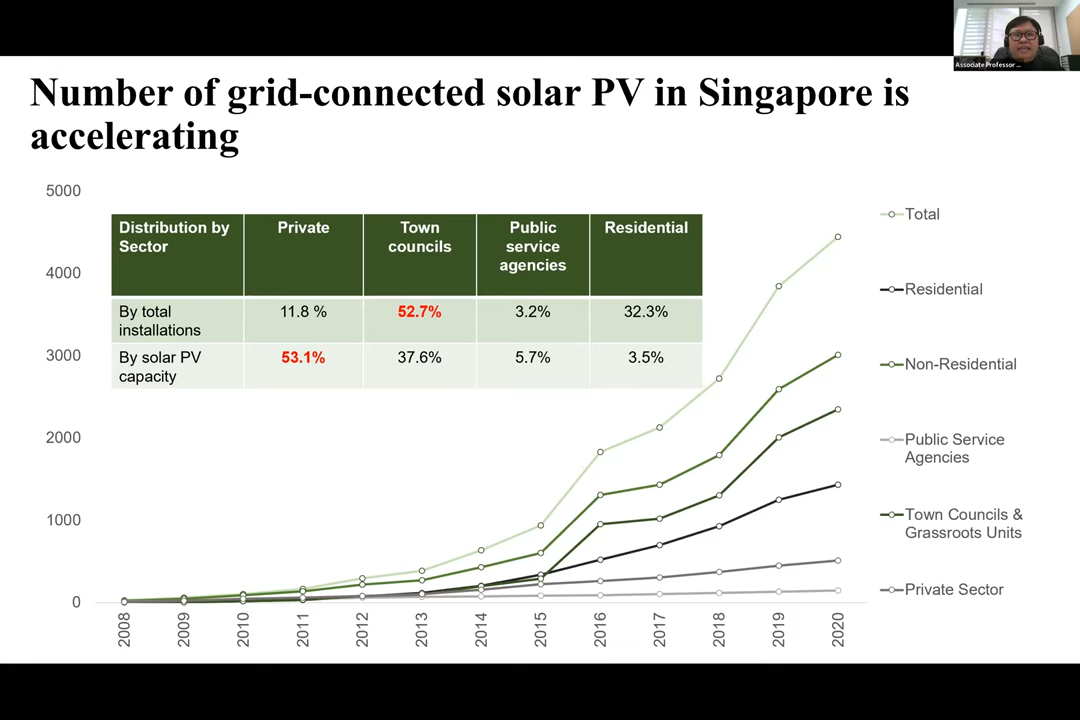 Associate Professor ...
Number of grid-connected solar PV in Singapore is
accelerating
5000
4000
3000
2000
1000
0
Distribution by
Sector
Private
Town
councils
Public
service
agencies
Residential
By total
installations
11.8 %
52.7%
3.2%
32.3%
By solar PV
capacity
53.1%
37.6%
5.7%
3.5%
Total
Residential
Non-Residential
Public Service
Agencies
Town Councils &
Grassroots Units
Private Sector
2008
2009
2010
2011
2012
2013
2014
2015
2016
2017
2018
2019
2020